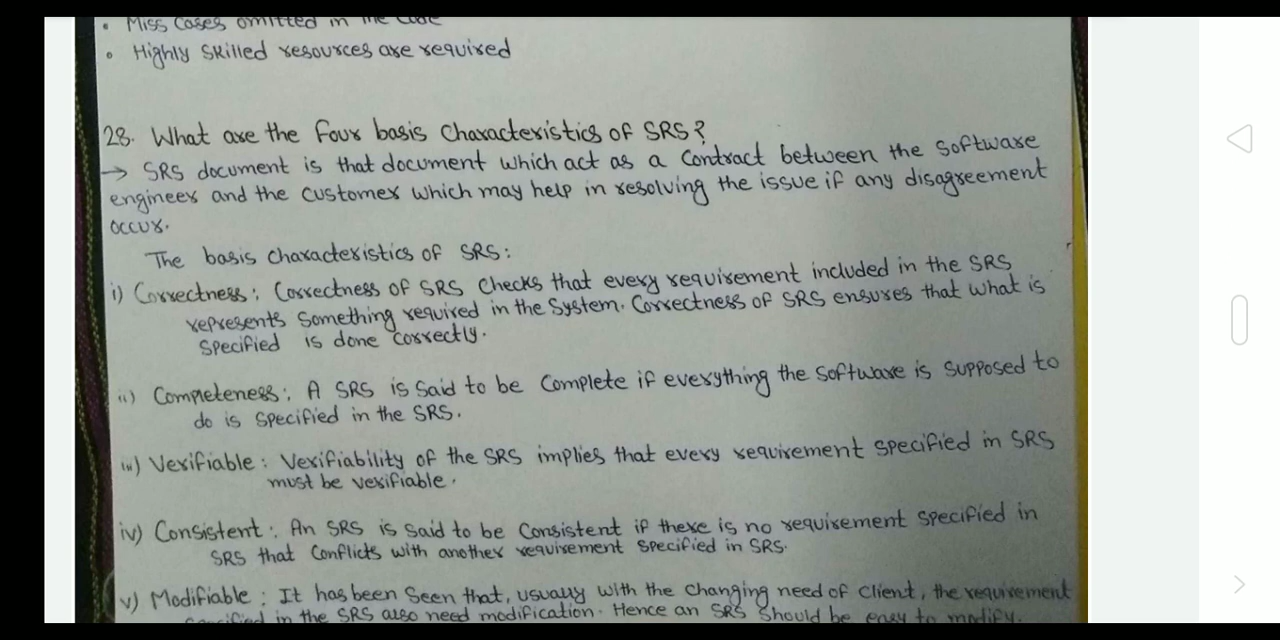 • Miss Cases omitted in the Code
• Highly Skilled resources are required
28. What are the four basis Characteristics of SRS?
→ SRS document is that document which act as a Contract between the software
engineer and the customer which may help in resolving the issue if any disagreement
occur.
The basis characteristics of SRS:
i) Correctness: Correctness of SRS Checks that every requirement included in the SRS
represents something required in the System. Correctness of SRS ensures that what is
specified is done correctly.
ii) Completeness: A SRS is said to be Complete if everything the software is supposed to
do is specified in the SRS.
iii) Verifiable: Verifiability of the SRS implies that every requirement specified in SRS
must be verifiable.
iv) Consistent: An SRS is said to be Consistent if there is no requirement specified in
SRS that conflicts with another requirement specified in SRS.
v) Modifiable: It has been seen that, usually with the changing need of client, the requirement
specified in the SRS also need modification. Hence an SRS should be easy to modify.